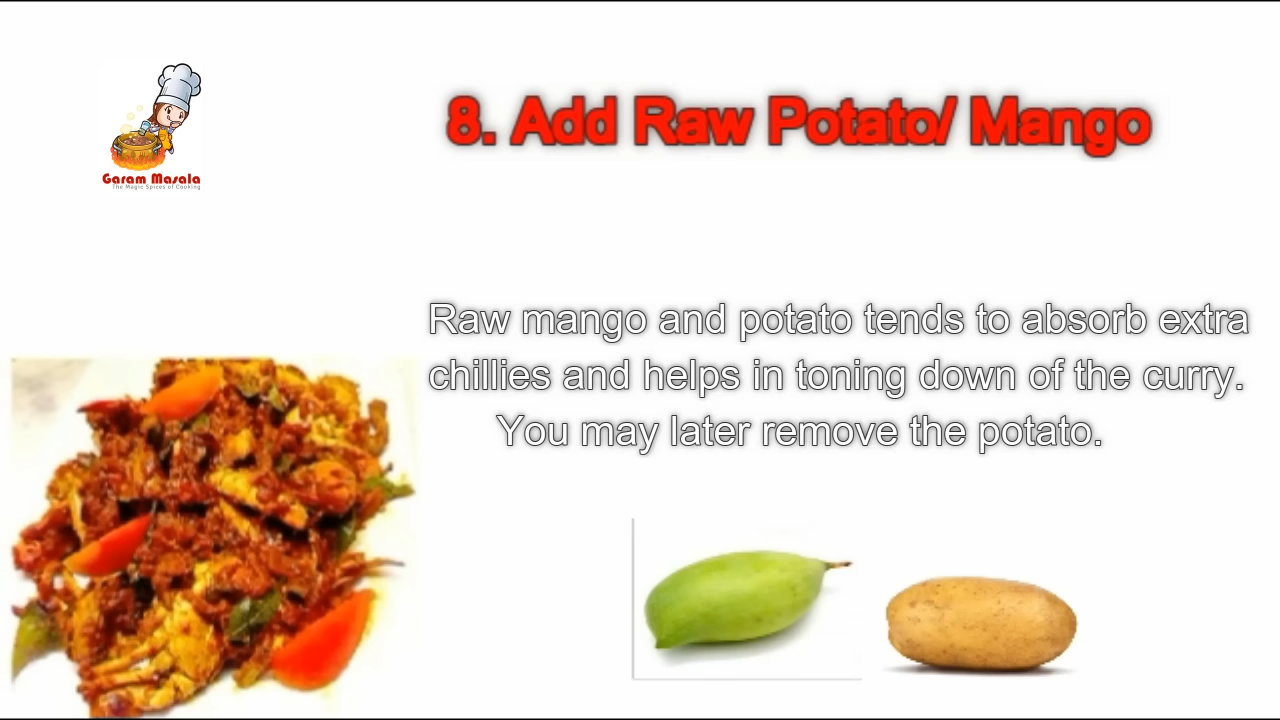 8. Add Raw Potato/ Mango
Garam Masala
The Magic Spices of Cooking
Raw mango and potato tends to absorb extra
chillies and helps in toning down of the curry.
You may later remove the potato.